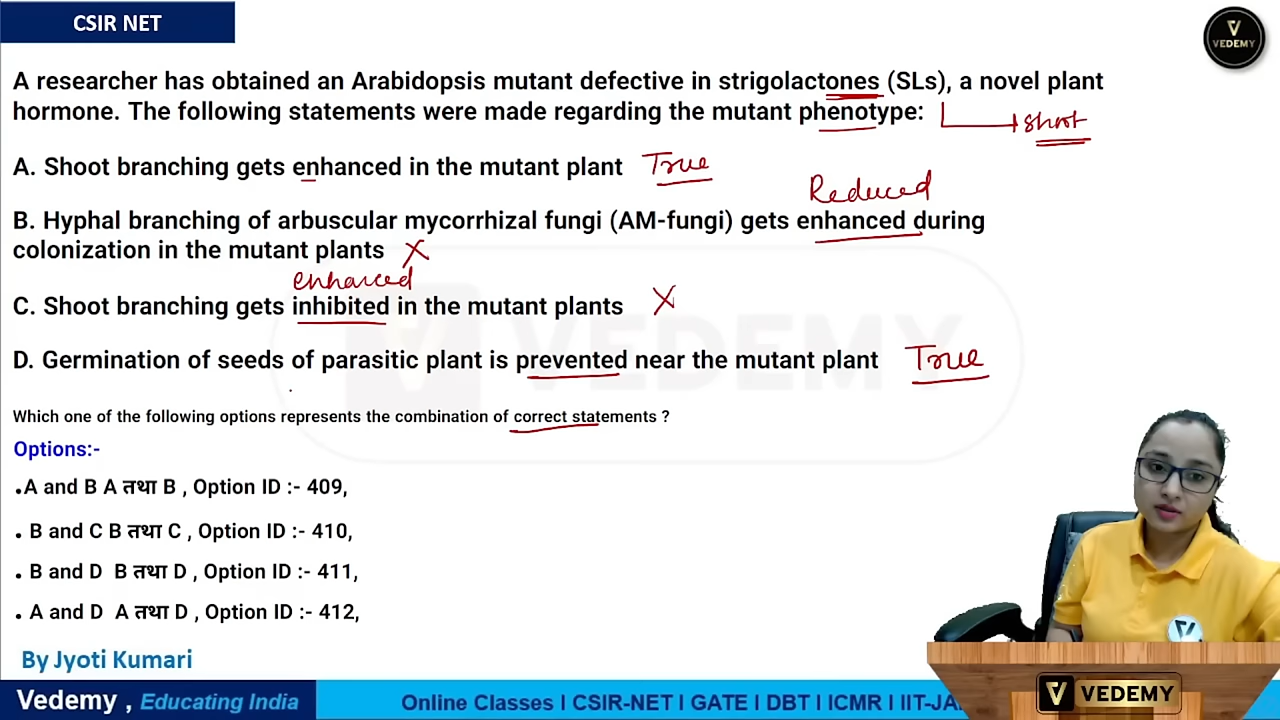 CSIR NET
VEDEMY
A researcher has obtained an Arabidopsis mutant defective in strigolactones (SLs), a novel plant
hormone. The following statements were made regarding the mutant phenotype:
shoot
A. Shoot branching gets enhanced in the mutant plant True
Reduced
B. Hyphal branching of arbuscular mycorrhizal fungi (AM-fungi) gets enhanced during
colonization in the mutant plants X
enhanced
C. Shoot branching gets inhibited in the mutant plants X
D. Germination of seeds of parasitic plant is prevented near the mutant plant True
Which one of the following options represents the combination of correct statements ?
Options:-
.A and B A तथा B , Option ID :- 409,
. B and C B तथा C , Option ID :- 410,
. B and D B तथा D , Option ID :- 411,
. A and D A तथा D , Option ID :- 412,
By Jyoti Kumari
VEDEMY
Vedemy , Educating India
Online Classes I CSIR-NET I GATE I DBT I ICMR I IIT-JA
VEDEMY